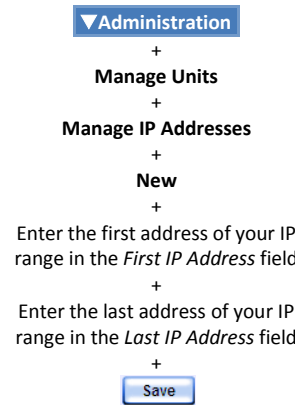 ▼Administration
+
Manage Units
+
Manage IP Addresses
+
New
+
Enter the first address of your IP
range in the First IP Address field
+
Enter the last address of your IP
range in the Last IP Address field
+
Save